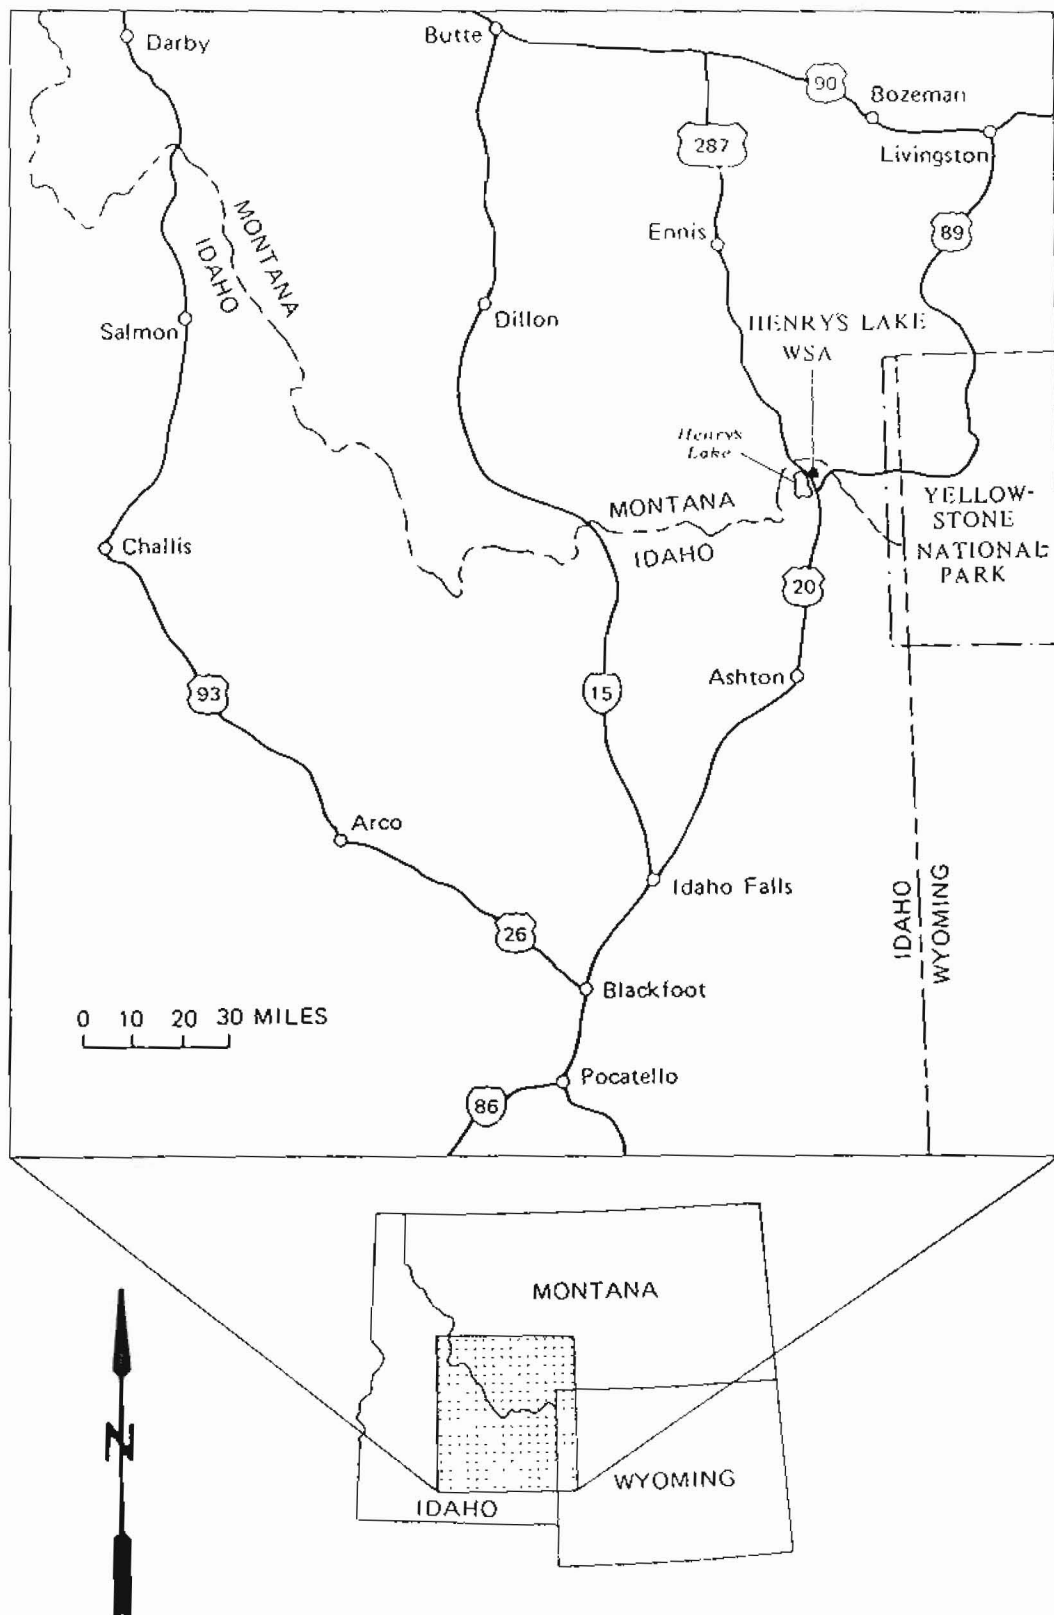 Darby
Butte
90
Bozeman
287
Livingston
Ennis
89
MONTANA
IDAHO
Salmon
Dillon
HENRY'S LAKE
WSA
Henry's
Lake
MONTANA
IDAHO
YELLOW-
STONE
NATIONAL
PARK
Challis
20
93
15
Ashton
Arco
Idaho Falls
IDAHO
WYOMING
26
Blackfoot
0 10 20 30 MILES
Pocatello
86
MONTANA
N
WYOMING
IDAHO